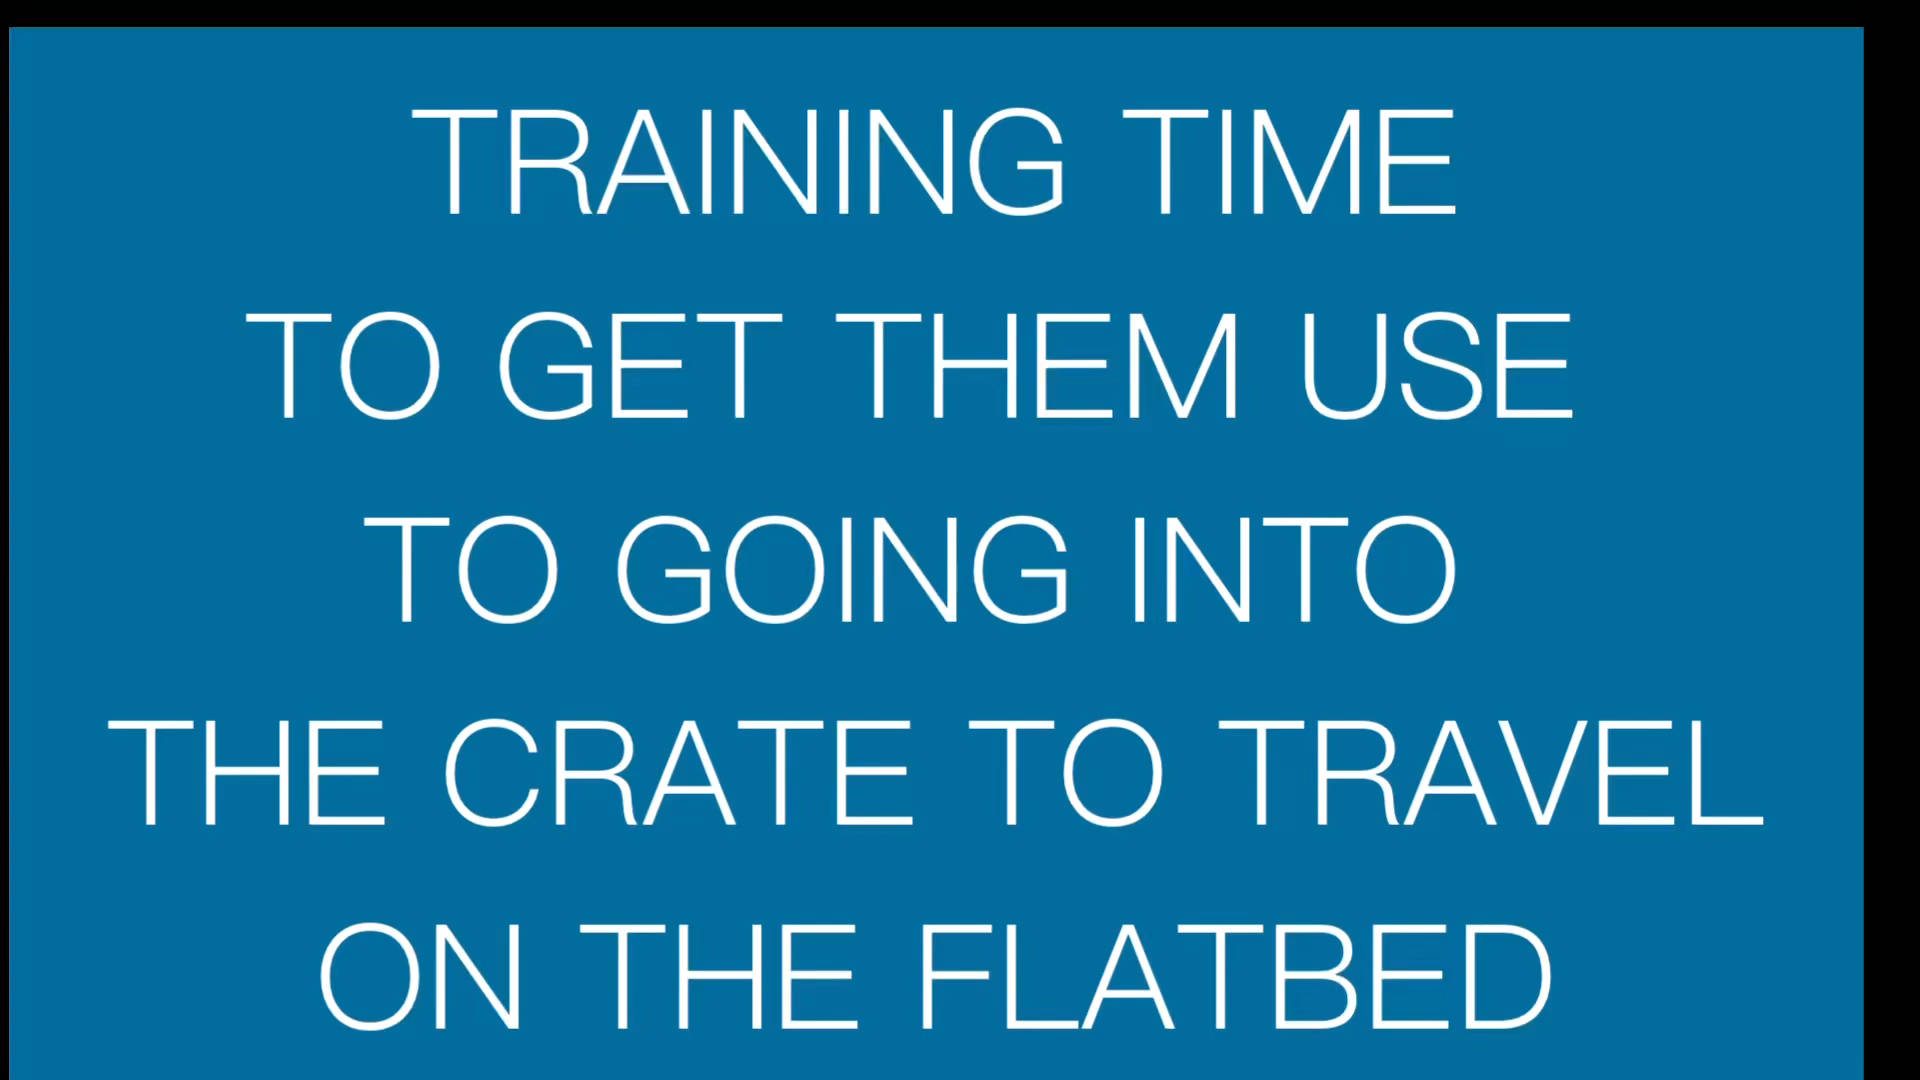 TRAINING TIME
TO GET THEM USE
TO GOING INTO
THE CRATE TO TRAVEL
ON THE FLATBED